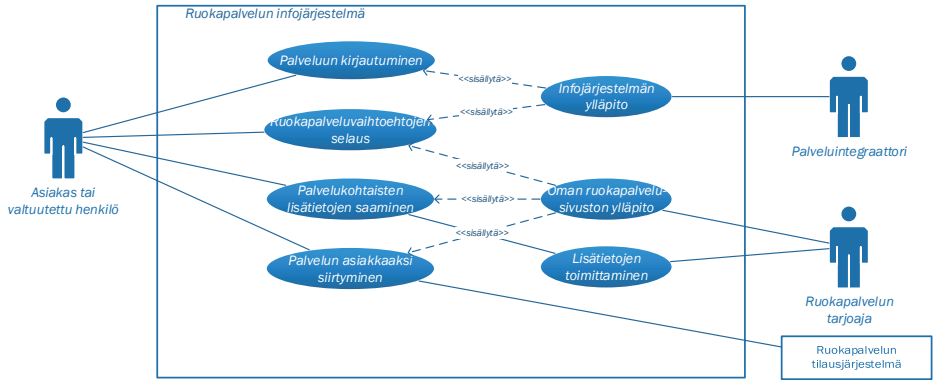 Ruokapalvelun infojärjestelmä
Palveluun kirjautuminen
<<sisällytä>>
Infojärjestelmän
ylläpito
<<sisällytä>>
Ruokapalveluvaihtoehtojen
selaus
Palveluintegraattori
<<sisällytä>>
Asiakas tai
valtuutettu henkilö
Palvelukohtaisten
lisätietojen saaminen
<<sisällytä>>
Oman ruokapalvelu-
sivuston ylläpito
<<sisällytä>>
Palvelun asiakkaaksi
siirtyminen
Lisätietojen
toimittaminen
Ruokapalvelun
tarjoaja
Ruokapalvelun
tilausjärjestelmä